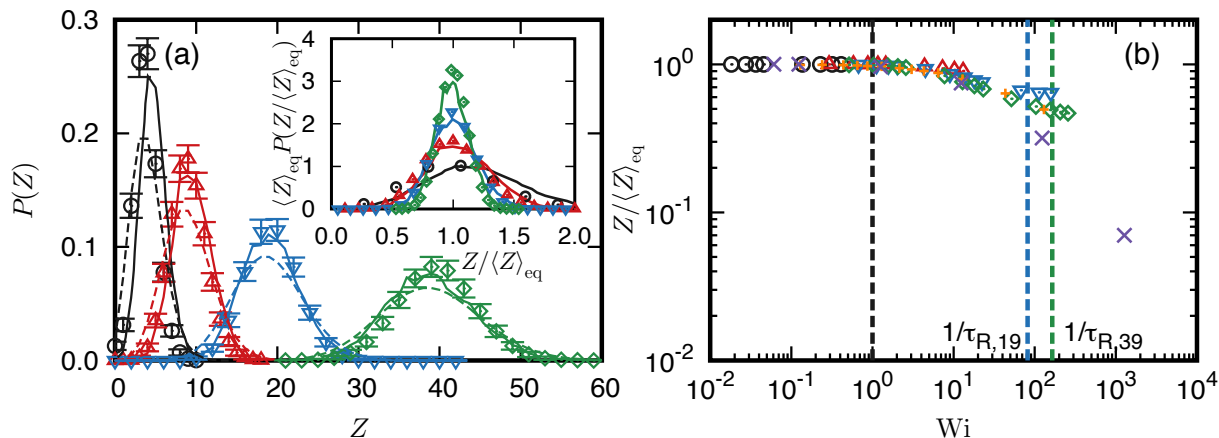 0.3
0.2
0.1
0.0
P(Z)
(a)
0 10 20 30 40 50 60
Z
4
3
2
1
0
⟨Z⟩eq P(Z/⟨Z⟩eq)
0.0 0.5 1.0 1.5 2.0
Z/⟨Z⟩eq
(b)
10^0
10^-1
10^-2
Z/⟨Z⟩eq
1/τR,19
1/τR,39
10^-2 10^-1 10^0 10^1 10^2 10^3 10^4
Wi